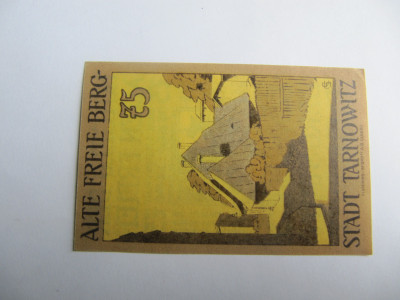 ALTE FREIE BERG-
75
STADT TARNOWITZ